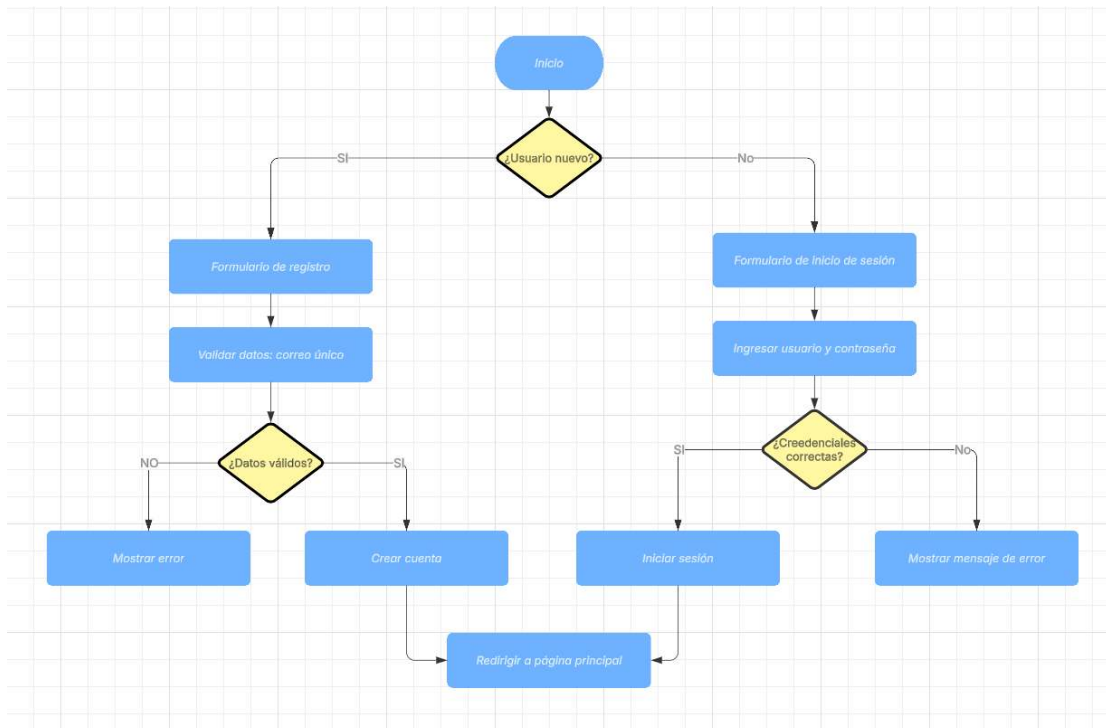 Inicio
¿Usuario nuevo?
SI
No
Formulario de registro
Formulario de inicio de sesión
Validar datos: correo único
Ingresar usuario y contraseña
¿Datos válidos?
NO
SI
¿Creedenciales
correctas?
SI
No
Mostrar error
Crear cuenta
Iniciar sesión
Mostrar mensaje de error
Redirigir a página principal